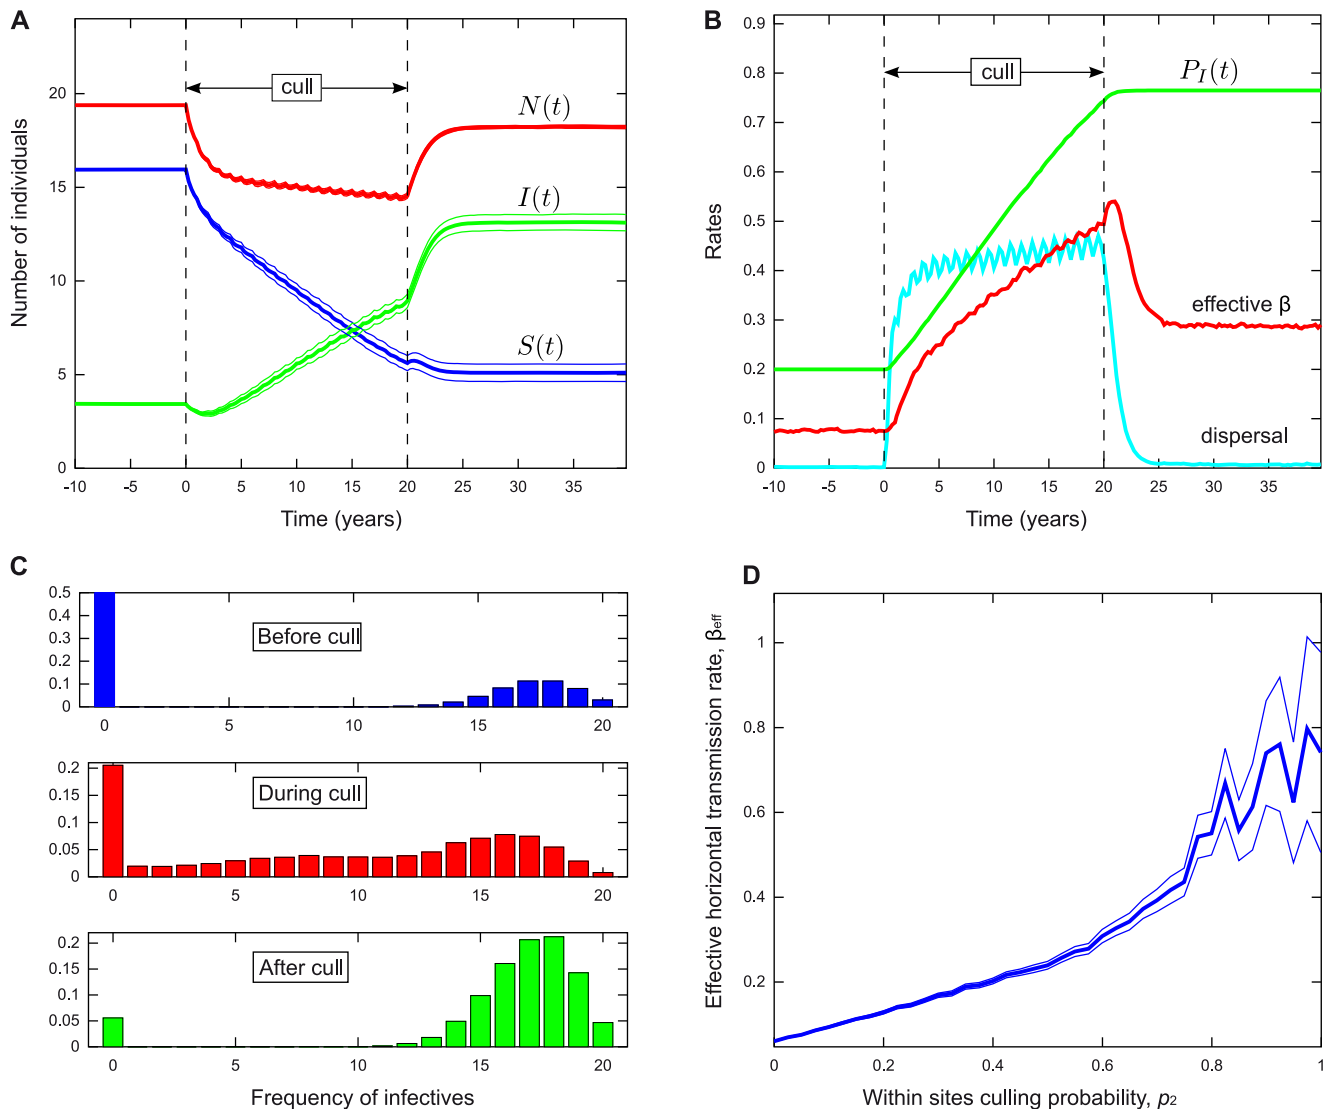 A
Number of individuals
20
15
10
5
0
cull
N(t)
I(t)
S(t)
-10 -5 0 5 10 15 20 25 30 35
Time (years)
B
Rates
0.9
0.8
0.7
0.6
0.5
0.4
0.3
0.2
0.1
0
cull
P_I(t)
effective β
dispersal
-10 -5 0 5 10 15 20 25 30 35
Time (years)
C
0.5
0.4
0.3
0.2
0.1
0
Before cull
0 5 10 15 20
0.2
0.15
0.1
0.05
0
During cull
0 5 10 15 20
0.2
0.15
0.1
0.05
0
After cull
0 5 10 15 20
Frequency of infectives
D
Effective horizontal transmission rate, βeff
1
0.8
0.6
0.4
0.2
0 0.2 0.4 0.6 0.8 1
Within sites culling probability, p2